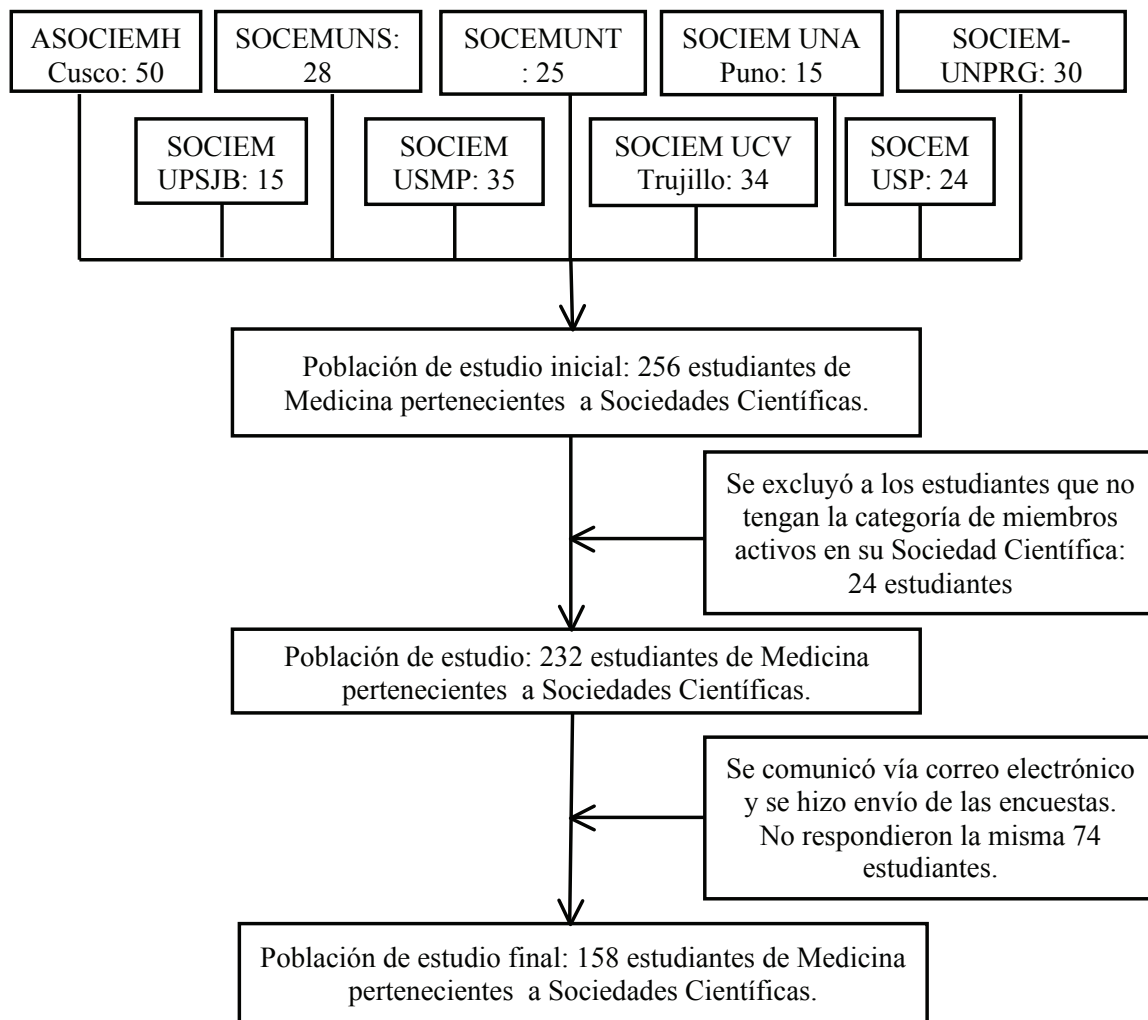 ASOCIEMH
Cusco: 50
SOCEMUNS:
28
SOCEMUNT
: 25
SOCIEM UNA
Puno: 15
SOCIEM-
UNPRG: 30
SOCIEM
UPSJB: 15
SOCIEM
USMP: 35
SOCIEM UCV
Trujillo: 34
SOCEM
USP: 24
Población de estudio inicial: 256 estudiantes de
Medicina pertenecientes a Sociedades Científicas.
Se excluyó a los estudiantes que no
tengan la categoría de miembros
activos en su Sociedad Científica:
24 estudiantes
Población de estudio: 232 estudiantes de Medicina
pertenecientes a Sociedades Científicas.
Se comunicó vía correo electrónico
y se hizo envío de las encuestas.
No respondieron la misma 74
estudiantes.
Población de estudio final: 158 estudiantes de Medicina
pertenecientes a Sociedades Científicas.